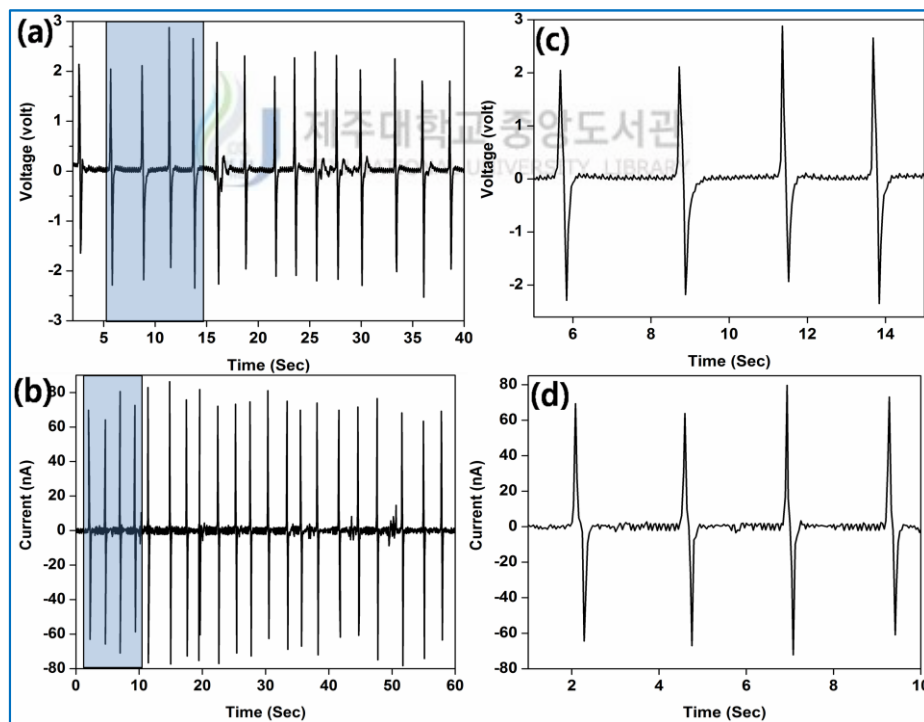 (a)
3
2
1
0
-1
-2
-3
Voltage (volt)
5 10 15 20 25 30 35 40
Time (Sec)
(c)
3
2
1
0
-1
-2
Voltage (volt)
6 8 10 12 14
Time (Sec)
제주대학교 중앙도서관
NATIONAL UNIVERSITY LIBRARY
(b)
80
60
40
20
0
-20
-40
-60
-80
Current (nA)
0 10 20 30 40 50 60
Time (Sec)
(d)
80
60
40
20
0
-20
-40
-60
-80
Current (nA)
2 4 6 8 10
Time (Sec)